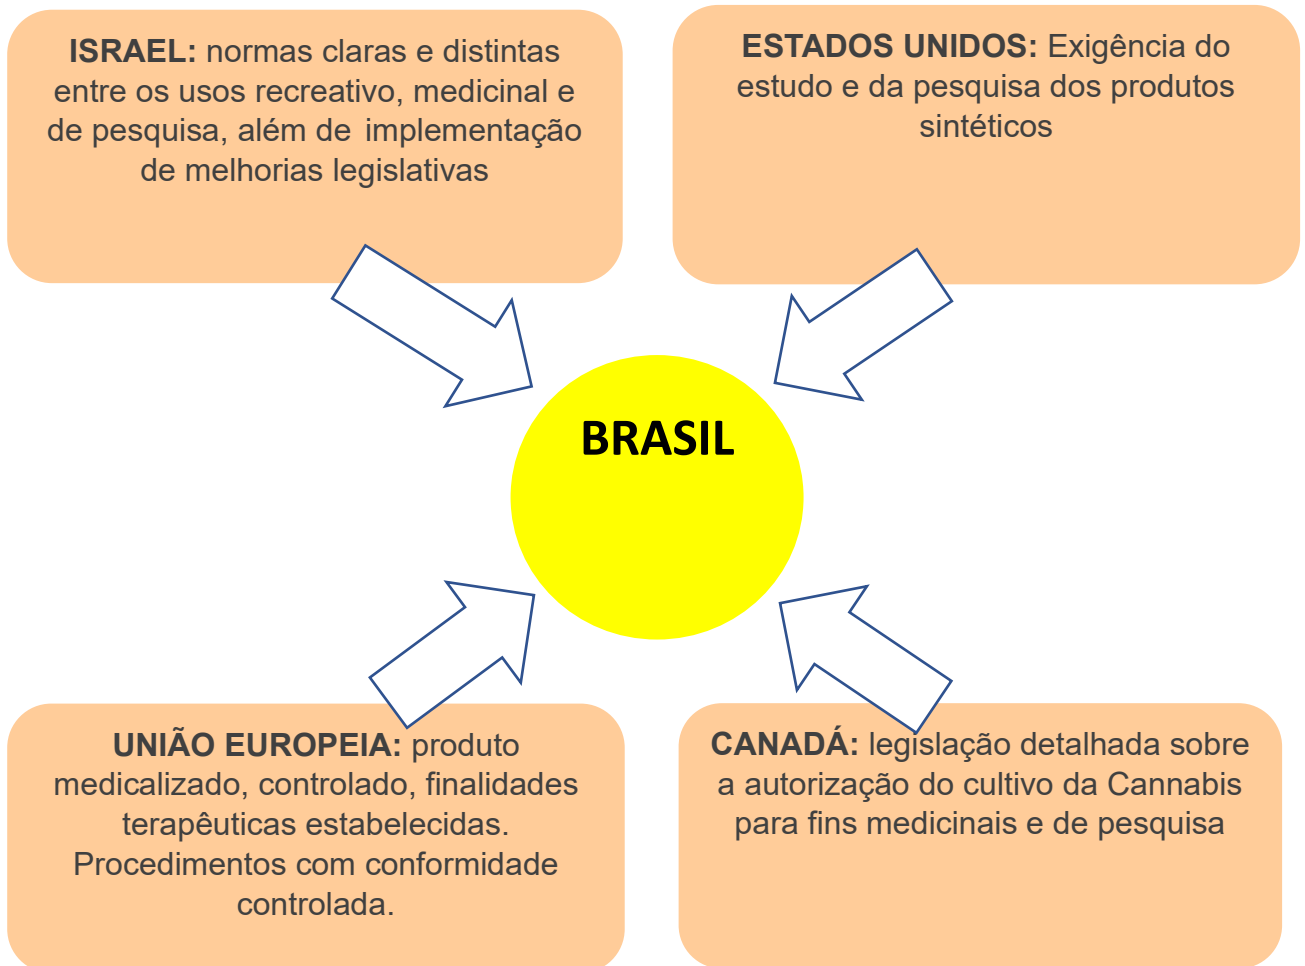 ISRAEL: normas claras e distintas
entre os usos recreativo, medicinal e
de pesquisa, além de implementação
de melhorias legislativas
ESTADOS UNIDOS: Exigência do
estudo e da pesquisa dos produtos
sintéticos
BRASIL
UNIÃO EUROPEIA: produto
medicalizado, controlado, finalidades
terapêuticas estabelecidas.
Procedimentos com conformidade
controlada.
CANADÁ: legislação detalhada sobre
a autorização do cultivo da Cannabis
para fins medicinais e de pesquisa